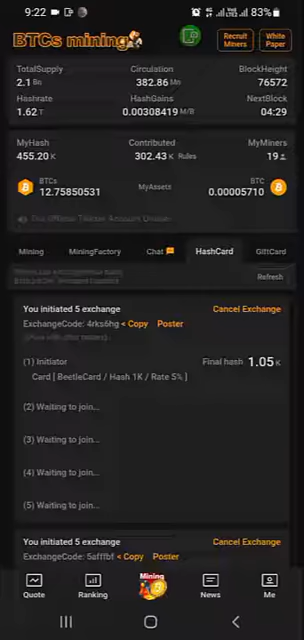 9:22 83%
BTCs mining
Recruit Miners
White Paper
TotalSupply Circulation BlockHeight
2.1 Bn 382.86 Mn 76572
Hashrate HashGains NextBlock
1.62 T 0.00308419 M/B 04:29
MyHash Contributed MyMiners
455.20 K 302.43 K Rules 19
BTCs MyAssets BTC
12.75850531 0.00005710
Our Official Twitter Account
Mining MiningFactory Chat HashCard GiftCard
Refresh
You initiated 5 exchange Cancel Exchange
ExchangeCode: 4rks6hg < Copy Poster
(1) Initiator Final hash 1.05 K
Card [ BeetleCard / Hash 1K / Rate 5% ]
(2) Waiting to join...
(3) Waiting to join...
(4) Waiting to join...
(5) Waiting to join...
You initiated 5 exchange Cancel Exchange
ExchangeCode: 5afffbf < Copy Poster
Quote Ranking Mining News Me